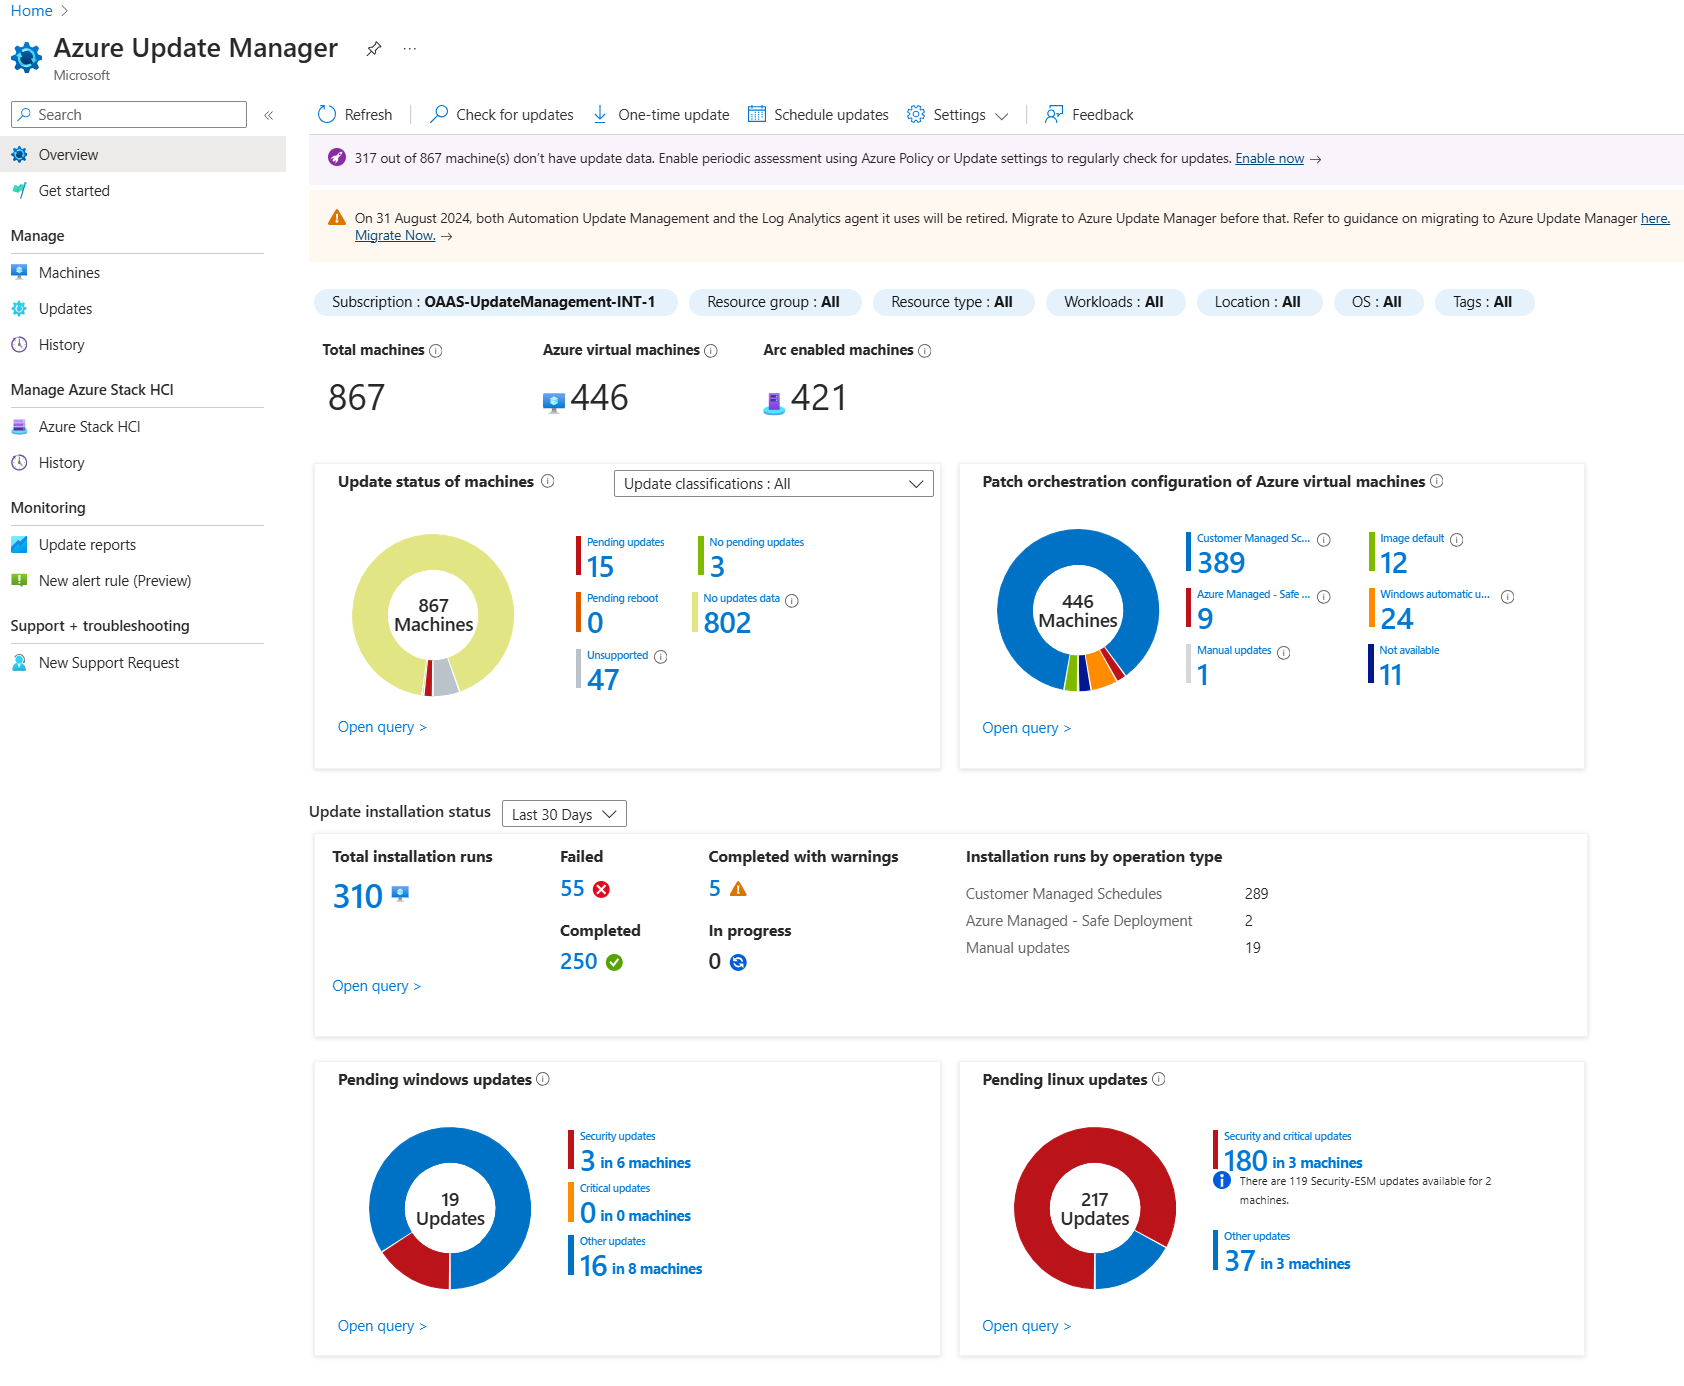 Home >
Azure Update Manager
Microsoft
Search
Overview
Get started
Manage
Machines
Updates
History
Manage Azure Stack HCI
Azure Stack HCI
History
Monitoring
Update reports
New alert rule (Preview)
Support + troubleshooting
New Support Request
Refresh Check for updates One-time update Schedule updates Settings Feedback
317 out of 867 machine(s) don't have update data. Enable periodic assessment using Azure Policy or Update settings to regularly check for updates. Enable now →
On 31 August 2024, both Automation Update Management and the Log Analytics agent it uses will be retired. Migrate to Azure Update Manager before that. Refer to guidance on migrating to Azure Update Manager here.
Migrate Now. →
Subscription : OAAS-UpdateManagement-INT-1 Resource group : All Resource type : All Workloads : All Location : All OS : All Tags : All
Total machines Azure virtual machines Arc enabled machines
867 446 421
Update status of machines
Update classifications : All
867
Machines
Pending updates
15
No pending updates
3
Pending reboot
0
No updates data
802
Unsupported
47
Open query >
Patch orchestration configuration of Azure virtual machines
446
Machines
Customer Managed Sc...
389
Image default
12
Azure Managed - Safe ...
9
Windows automatic u...
24
Manual updates
1
Not available
11
Open query >
Update installation status Last 30 Days
Total installation runs
310
Failed
55
Completed with warnings
5
Completed
250
In progress
0
Open query >
Installation runs by operation type
Customer Managed Schedules 289
Azure Managed - Safe Deployment 2
Manual updates 19
Pending windows updates
19
Updates
Security updates
3 in 6 machines
Critical updates
0 in 0 machines
Other updates
16 in 8 machines
Open query >
Pending linux updates
217
Updates
Security and critical updates
180 in 3 machines
There are 119 Security-ESM updates available for 2
machines.
Other updates
37 in 3 machines
Open query >